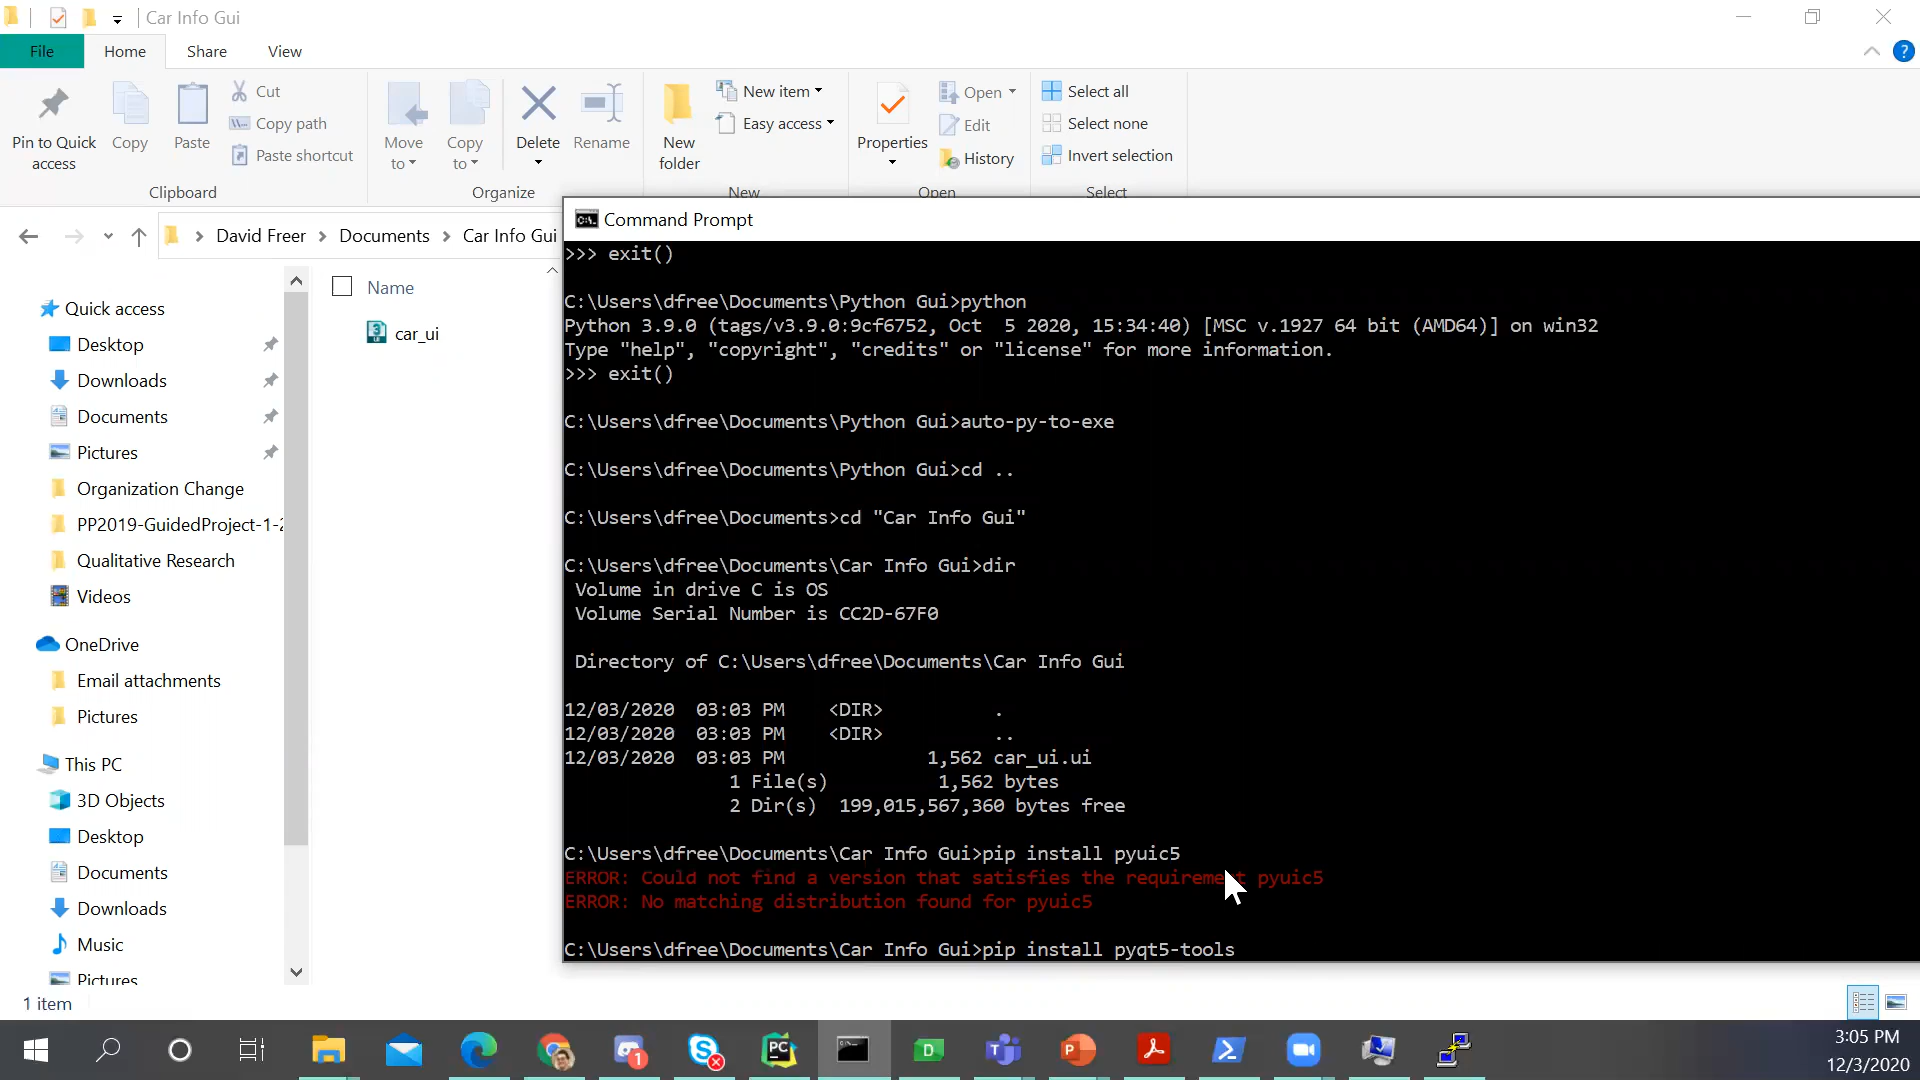 Car Info Gui
File Home Share View
Pin to Quick access
Copy
Paste
Cut
Copy path
Paste shortcut
Clipboard
Move to
Copy to
Delete
Rename
Organize
New folder
New item
Easy access
New
Properties
Open
Edit
History
Open
Select all
Select none
Invert selection
Select
David Freer > Documents > Car Info Gui
Name
car_ui
Quick access
Desktop
Downloads
Documents
Pictures
Organization Change
PP2019-GuidedProject-1-2
Qualitative Research
Videos
OneDrive
Email attachments
Pictures
This PC
3D Objects
Desktop
Documents
Downloads
Music
Pictures
1 item
Command Prompt
>>> exit()
C:\Users\dfree\Documents\Python Gui>python
Python 3.9.0 (tags/v3.9.0:9cf6752, Oct  5 2020, 15:34:40) [MSC v.1927 64 bit (AMD64)] on win32
Type "help", "copyright", "credits" or "license" for more information.
>>> exit()
C:\Users\dfree\Documents\Python Gui>auto-py-to-exe
C:\Users\dfree\Documents\Python Gui>cd ..
C:\Users\dfree\Documents>cd "Car Info Gui"
C:\Users\dfree\Documents\Car Info Gui>dir
Volume in drive C is OS
Volume Serial Number is CC2D-67F0
Directory of C:\Users\dfree\Documents\Car Info Gui
12/03/2020  03:03 PM    <DIR>          .
12/03/2020  03:03 PM    <DIR>          ..
12/03/2020  03:03 PM             1,562 car_ui.ui
1 File(s)          1,562 bytes
2 Dir(s)  199,015,567,360 bytes free
C:\Users\dfree\Documents\Car Info Gui>pip install pyuic5
ERROR: Could not find a version that satisfies the requirement pyuic5
ERROR: No matching distribution found for pyuic5
C:\Users\dfree\Documents\Car Info Gui>pip install pyqt5-tools
3:05 PM
12/3/2020